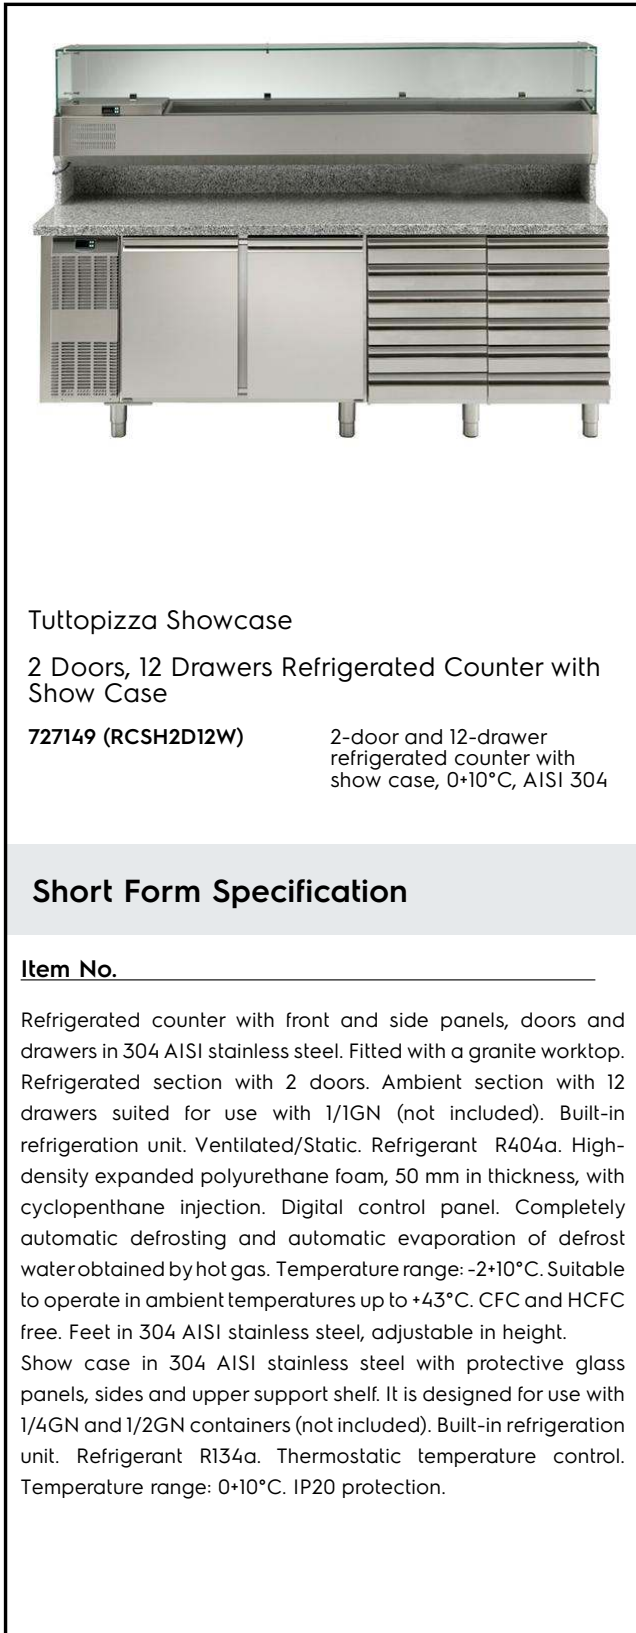 Tuttopizza Showcase
2 Doors, 12 Drawers Refrigerated Counter with
Show Case
727149 (RCSH2D12W)
2-door and 12-drawer
refrigerated counter with
show case, 0+10°C, AISI 304
Short Form Specification
Item No.
Refrigerated counter with front and side panels, doors and
drawers in 304 AISI stainless steel. Fitted with a granite worktop.
Refrigerated section with 2 doors. Ambient section with 12
drawers suited for use with 1/1GN (not included). Built-in
refrigeration unit. Ventilated/Static. Refrigerant R404a. High-
density expanded polyurethane foam, 50 mm in thickness, with
cyclopenthane injection. Digital control panel. Completely
automatic defrosting and automatic evaporation of defrost
water obtained by hot gas. Temperature range: -2+10°C. Suitable
to operate in ambient temperatures up to +43°C. CFC and HCFC
free. Feet in 304 AISI stainless steel, adjustable in height.
Show case in 304 AISI stainless steel with protective glass
panels, sides and upper support shelf. It is designed for use with
1/4GN and 1/2GN containers (not included). Built-in refrigeration
unit. Refrigerant R134a. Thermostatic temperature control.
Temperature range: 0+10°C. IP20 protection.